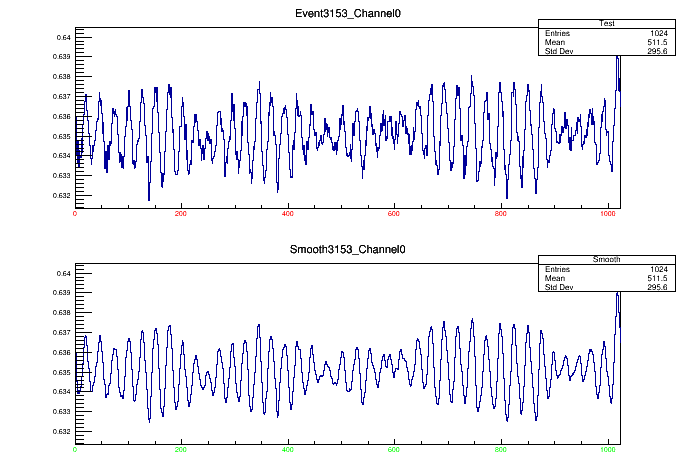 Event3153_Channel0
Test
Entries 1024
Mean 511.5
Std Dev 295.6
0.64
0.639
0.638
0.637
0.636
0.635
0.634
0.633
0.632
0 200 400 600 800 1000
Smooth3153_Channel0
Smooth
Entries 1024
Mean 511.5
Std Dev 295.6
0.64
0.639
0.638
0.637
0.636
0.635
0.634
0.633
0.632
0 200 400 600 800 1000